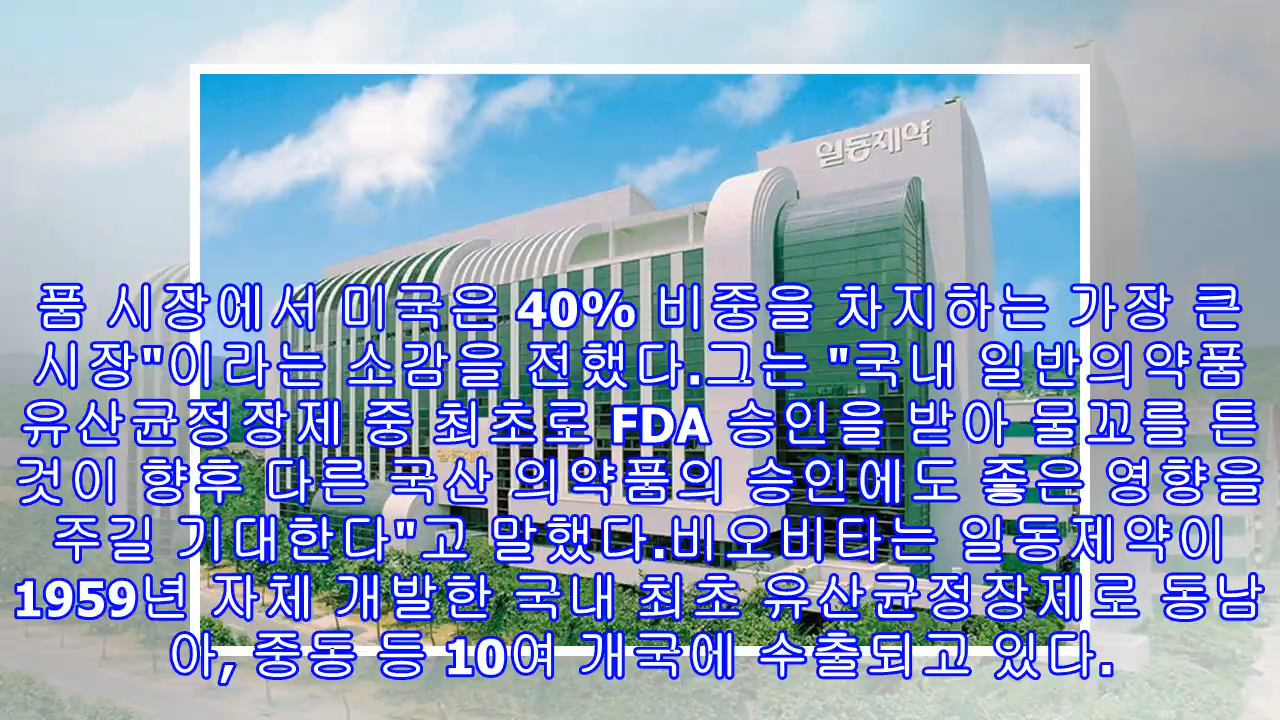 일동제약
품 시장에서 미국은 40% 비중을 차지하는 가장 큰
시장"이라는 소감을 전했다.그는 "국내 일반의약품
유산균정장제 중 최초로 FDA 승인을 받아 물꼬를 튼
것이 향후 다른 국산 의약품의 승인에도 좋은 영향을
주길 기대한다"고 말했다.비오비타는 일동제약이
1959년 자체 개발한 국내 최초 유산균정장제로 동남
아, 중동 등 10여 개국에 수출되고 있다.
일동제약